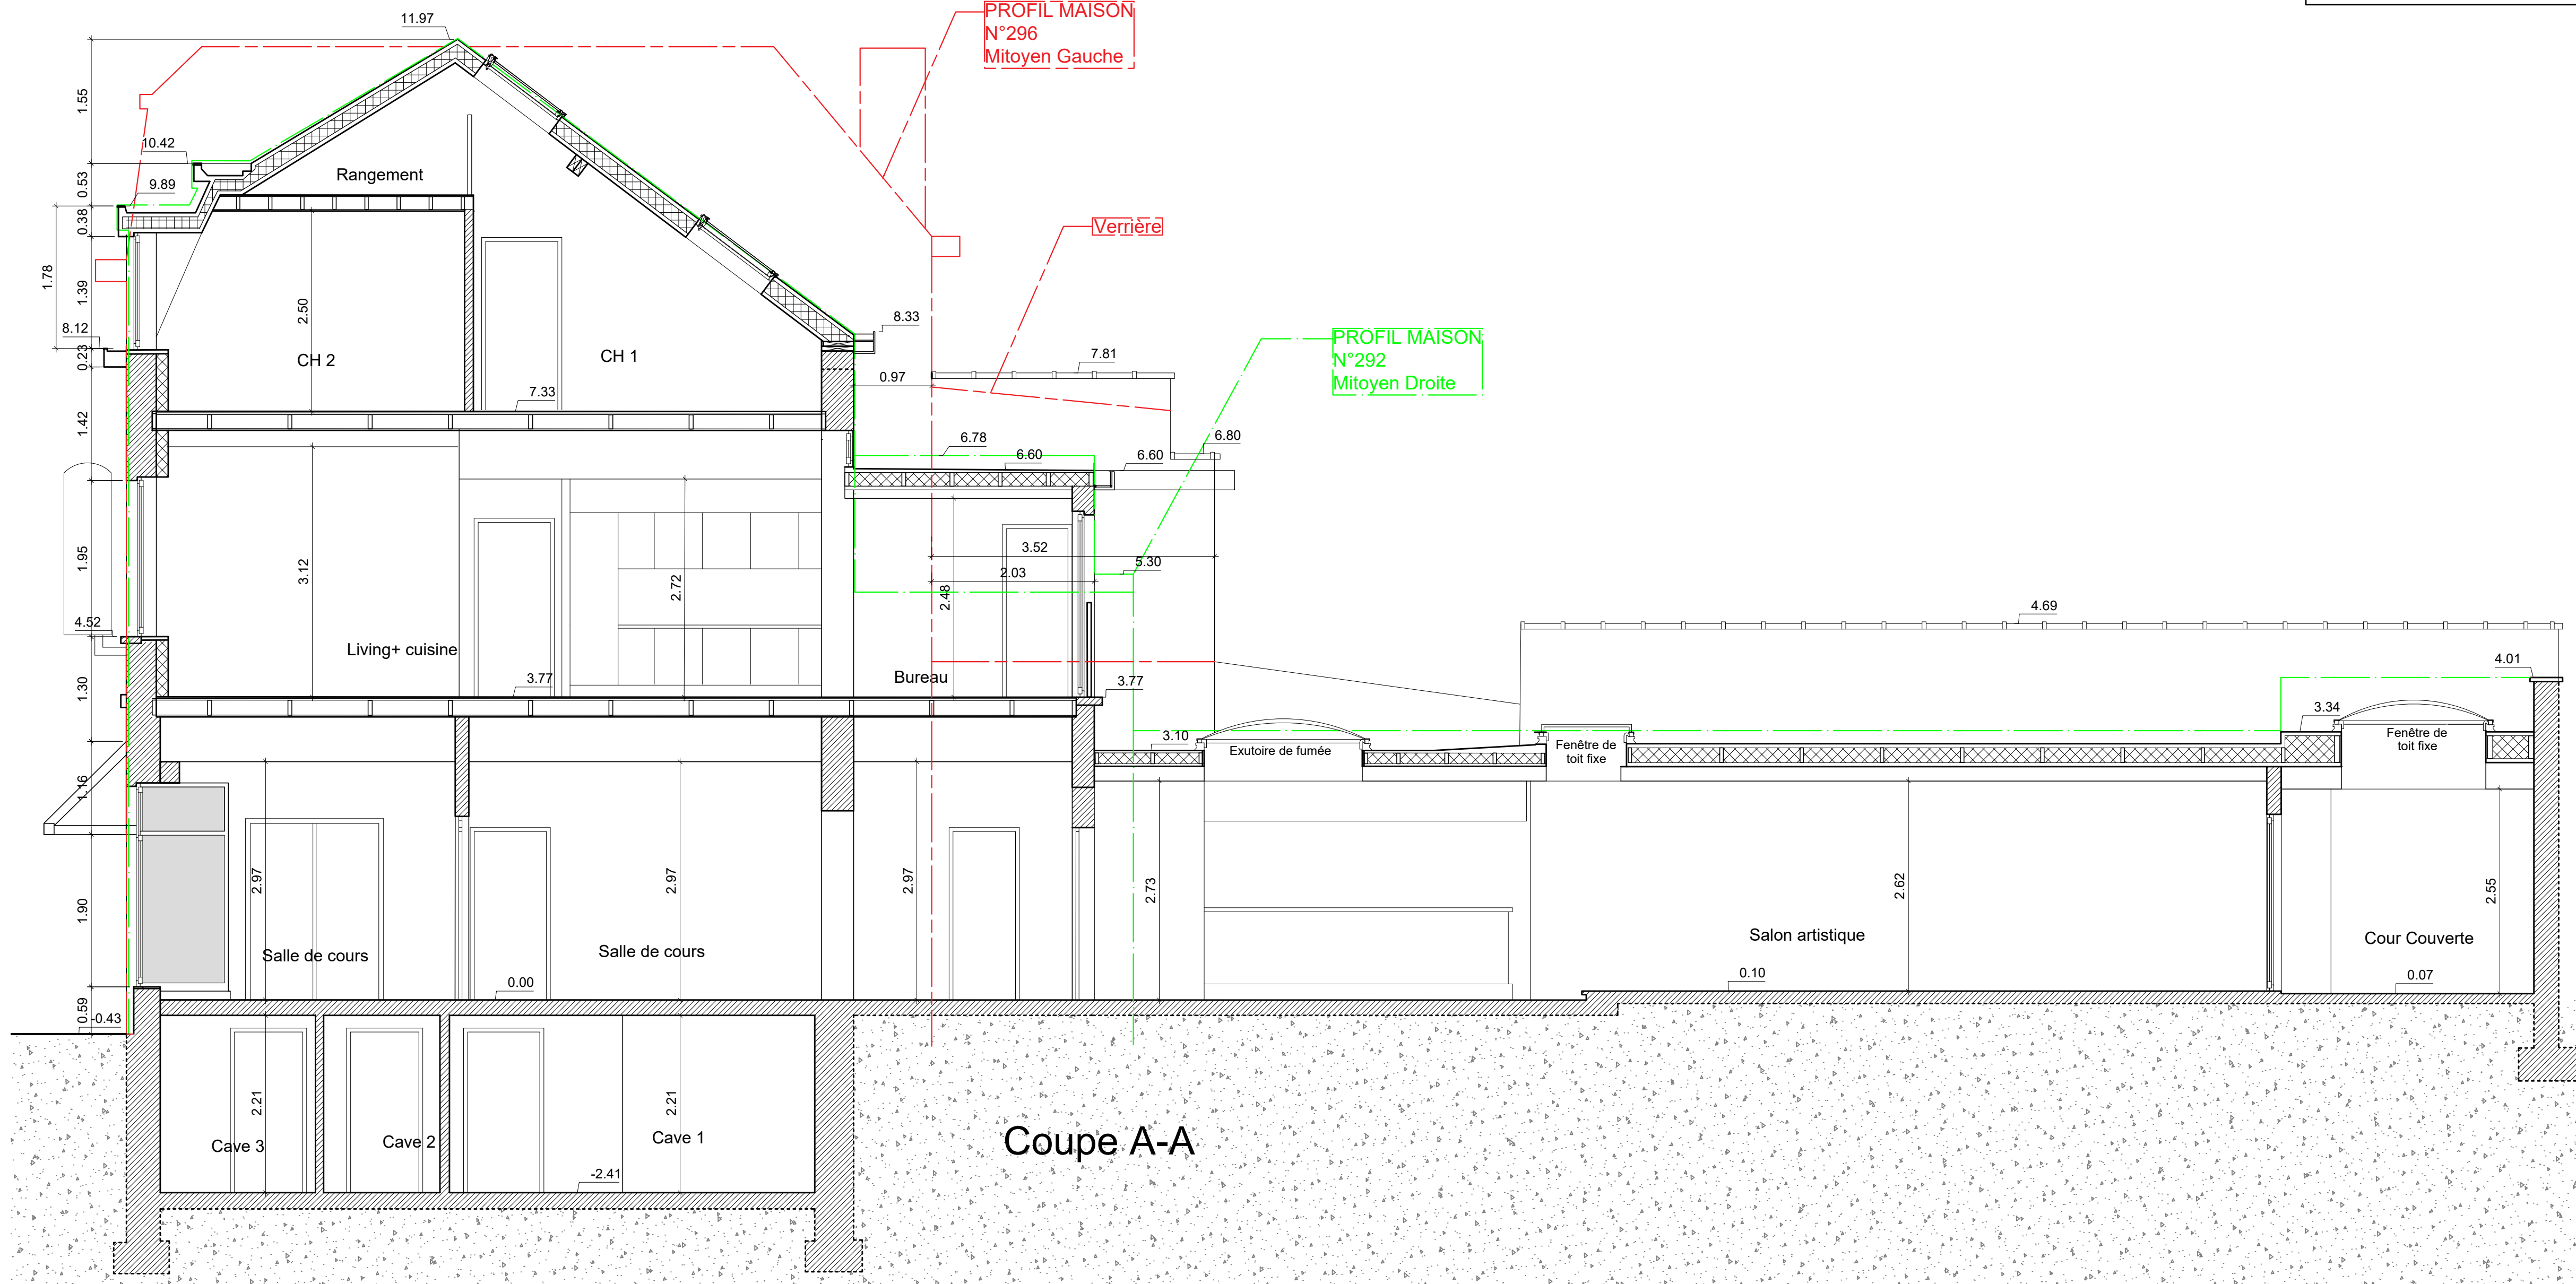 11.97
PROFIL MAISON
N°296
Mitoyen Gauche
1.55
10.42
Rangement
9.89
0.53
0.38
Verrière
1.78
1.39
2.50
8.12
8.33
PROFIL MAISON
N°292
Mitoyen Droite
0.23
CH 2
CH 1
7.81
0.97
7.33
1.42
6.78
6.80
6.60
6.60
1.95
3.12
2.72
3.52
5.30
2.03
2.48
4.52
4.69
Living+ cuisine
Bureau
4.01
3.77
3.77
1.30
3.34
3.10
Exutoire de fumée
Fenêtre de
toit fixe
Fenêtre de
toit fixe
1.16
2.97
2.97
2.97
2.73
2.62
2.55
1.90
Salle de cours
Salle de cours
Salon artistique
Cour Couverte
0.00
0.10
0.07
0.59
-0.43
2.21
2.21
Cave 3
Cave 2
Cave 1
Coupe A-A
-2.41